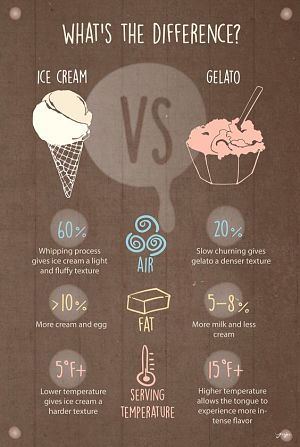 WHAT'S THE DIFFERENCE?
ICE CREAM
GELATO
VS
60%
Whipping process
gives ice cream a light
and fluffy texture
AIR
20%
Slow churning gives
gelato a denser texture
>10%
More cream and egg
FAT
5-8%
More milk and less
cream
5°F+
Lower temperature
gives ice cream a
harder texture
SERVING
TEMPERATURE
15°F+
Higher temperature
allows the tongue to
experience more in-
tense flavor